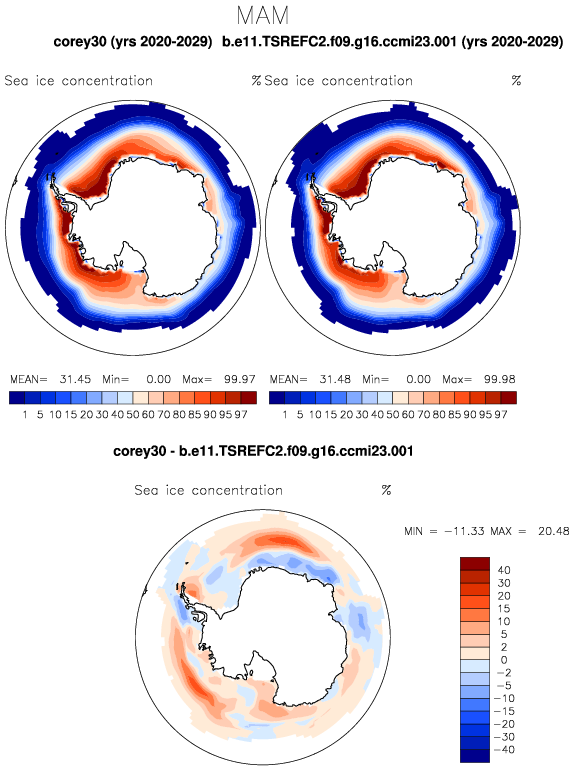 MAM
corey30 (yrs 2020-2029) b.e11.TSREFC2.f09.g16.ccmi23.001 (yrs 2020-2029)
Sea ice concentration % Sea ice concentration %
MEAN= 31.45 Min= 0.00 Max= 99.97 MEAN= 31.48 Min= 0.00 Max= 99.98
1 5 10 15 20 30 40 50 60 70 80 85 90 95 97 1 5 10 15 20 30 40 50 60 70 80 85 90 95 97
corey30 - b.e11.TSREFC2.f09.g16.ccmi23.001
Sea ice concentration %
MIN = -11.33 MAX = 20.48
40
30
20
15
10
5
2
0
-2
-5
-10
-15
-20
-30
-40